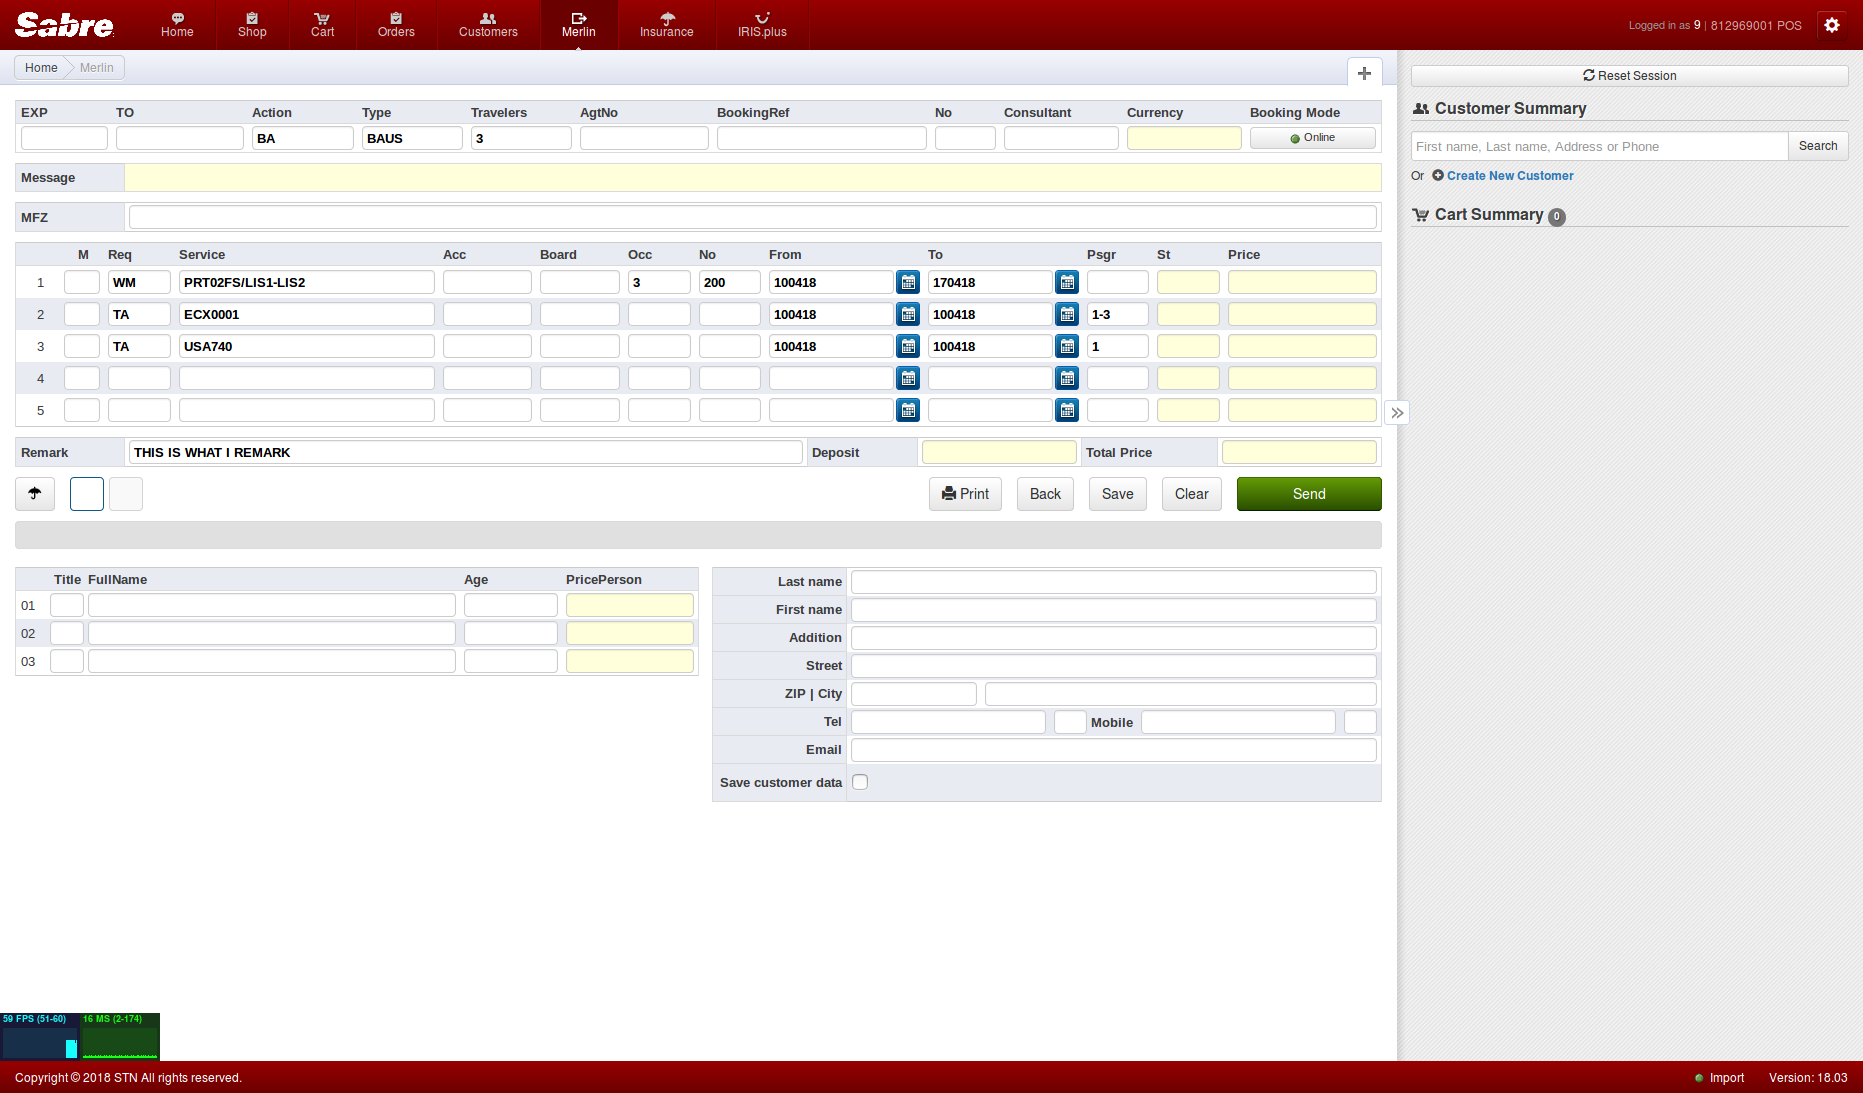 Sabre Home Shop Cart Orders Customers Merlin Insurance IRIS.plus Logged in as 9 | 812969001 POS
Home Merlin
Reset Session
Customer Summary
First name, Last name, Address or Phone Search
Or Create New Customer
Cart Summary 0
EXP TO Action Type Travelers AgtNo BookingRef No Consultant Currency Booking Mode
BA BAUS 3 Online
Message
MFZ
M Req Service Acc Board Occ No From To Psgr St Price
1 WM PRT02FS/LIS1-LIS2 3 200 100418 170418
2 TA ECX0001 100418 100418 1-3
3 TA USA740 100418 100418 1
4
5
Remark THIS IS WHAT I REMARK Deposit Total Price
Print Back Save Clear Send
Title FullName Age PricePerson
01
02
03
Last name
First name
Addition
Street
ZIP | City
Tel Mobile
Email
Save customer data
59 FPS (51-60) 16 MS (2-174)
Copyright © 2018 STN All rights reserved. Import Version: 18.03